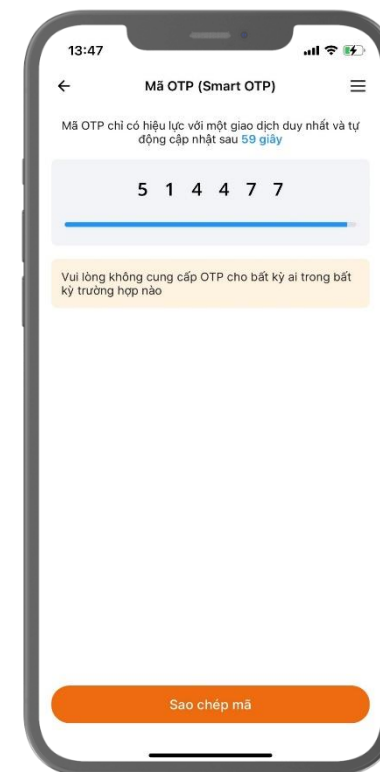 13:47
Mã OTP (Smart OTP)
Mã OTP chỉ có hiệu lực với một giao dịch duy nhất và tự
động cập nhật sau 59 giây
5 1 4 4 7 7
Vui lòng không cung cấp OTP cho bất kỳ ai trong bất
kỳ trường hợp nào
Sao chép mã